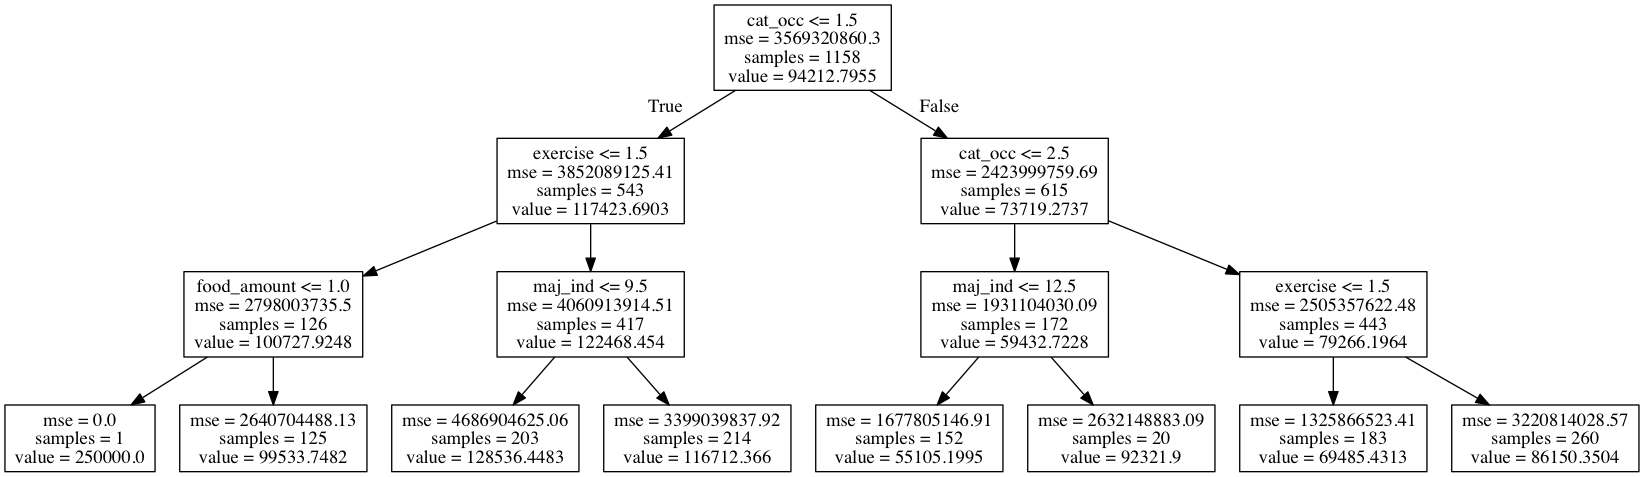 cat_occ <= 1.5
mse = 3569320860.3
samples = 1158
value = 94212.7955
True
False
exercise <= 1.5
mse = 3852089125.41
samples = 543
value = 117423.6903
cat_occ <= 2.5
mse = 2423999759.69
samples = 615
value = 73719.2737
food_amount <= 1.0
mse = 2798003735.5
samples = 126
value = 100727.9248
maj_ind <= 9.5
mse = 4060913914.51
samples = 417
value = 122468.454
maj_ind <= 12.5
mse = 1931104030.09
samples = 172
value = 59432.7228
exercise <= 1.5
mse = 2505357622.48
samples = 443
value = 79266.1964
mse = 0.0
samples = 1
value = 250000.0
mse = 2640704488.13
samples = 125
value = 99533.7482
mse = 4686904625.06
samples = 203
value = 128536.4483
mse = 3399039837.92
samples = 214
value = 116712.366
mse = 1677805146.91
samples = 152
value = 55105.1995
mse = 2632148883.09
samples = 20
value = 92321.9
mse = 1325866523.41
samples = 183
value = 69485.4313
mse = 3220814028.57
samples = 260
value = 86150.3504